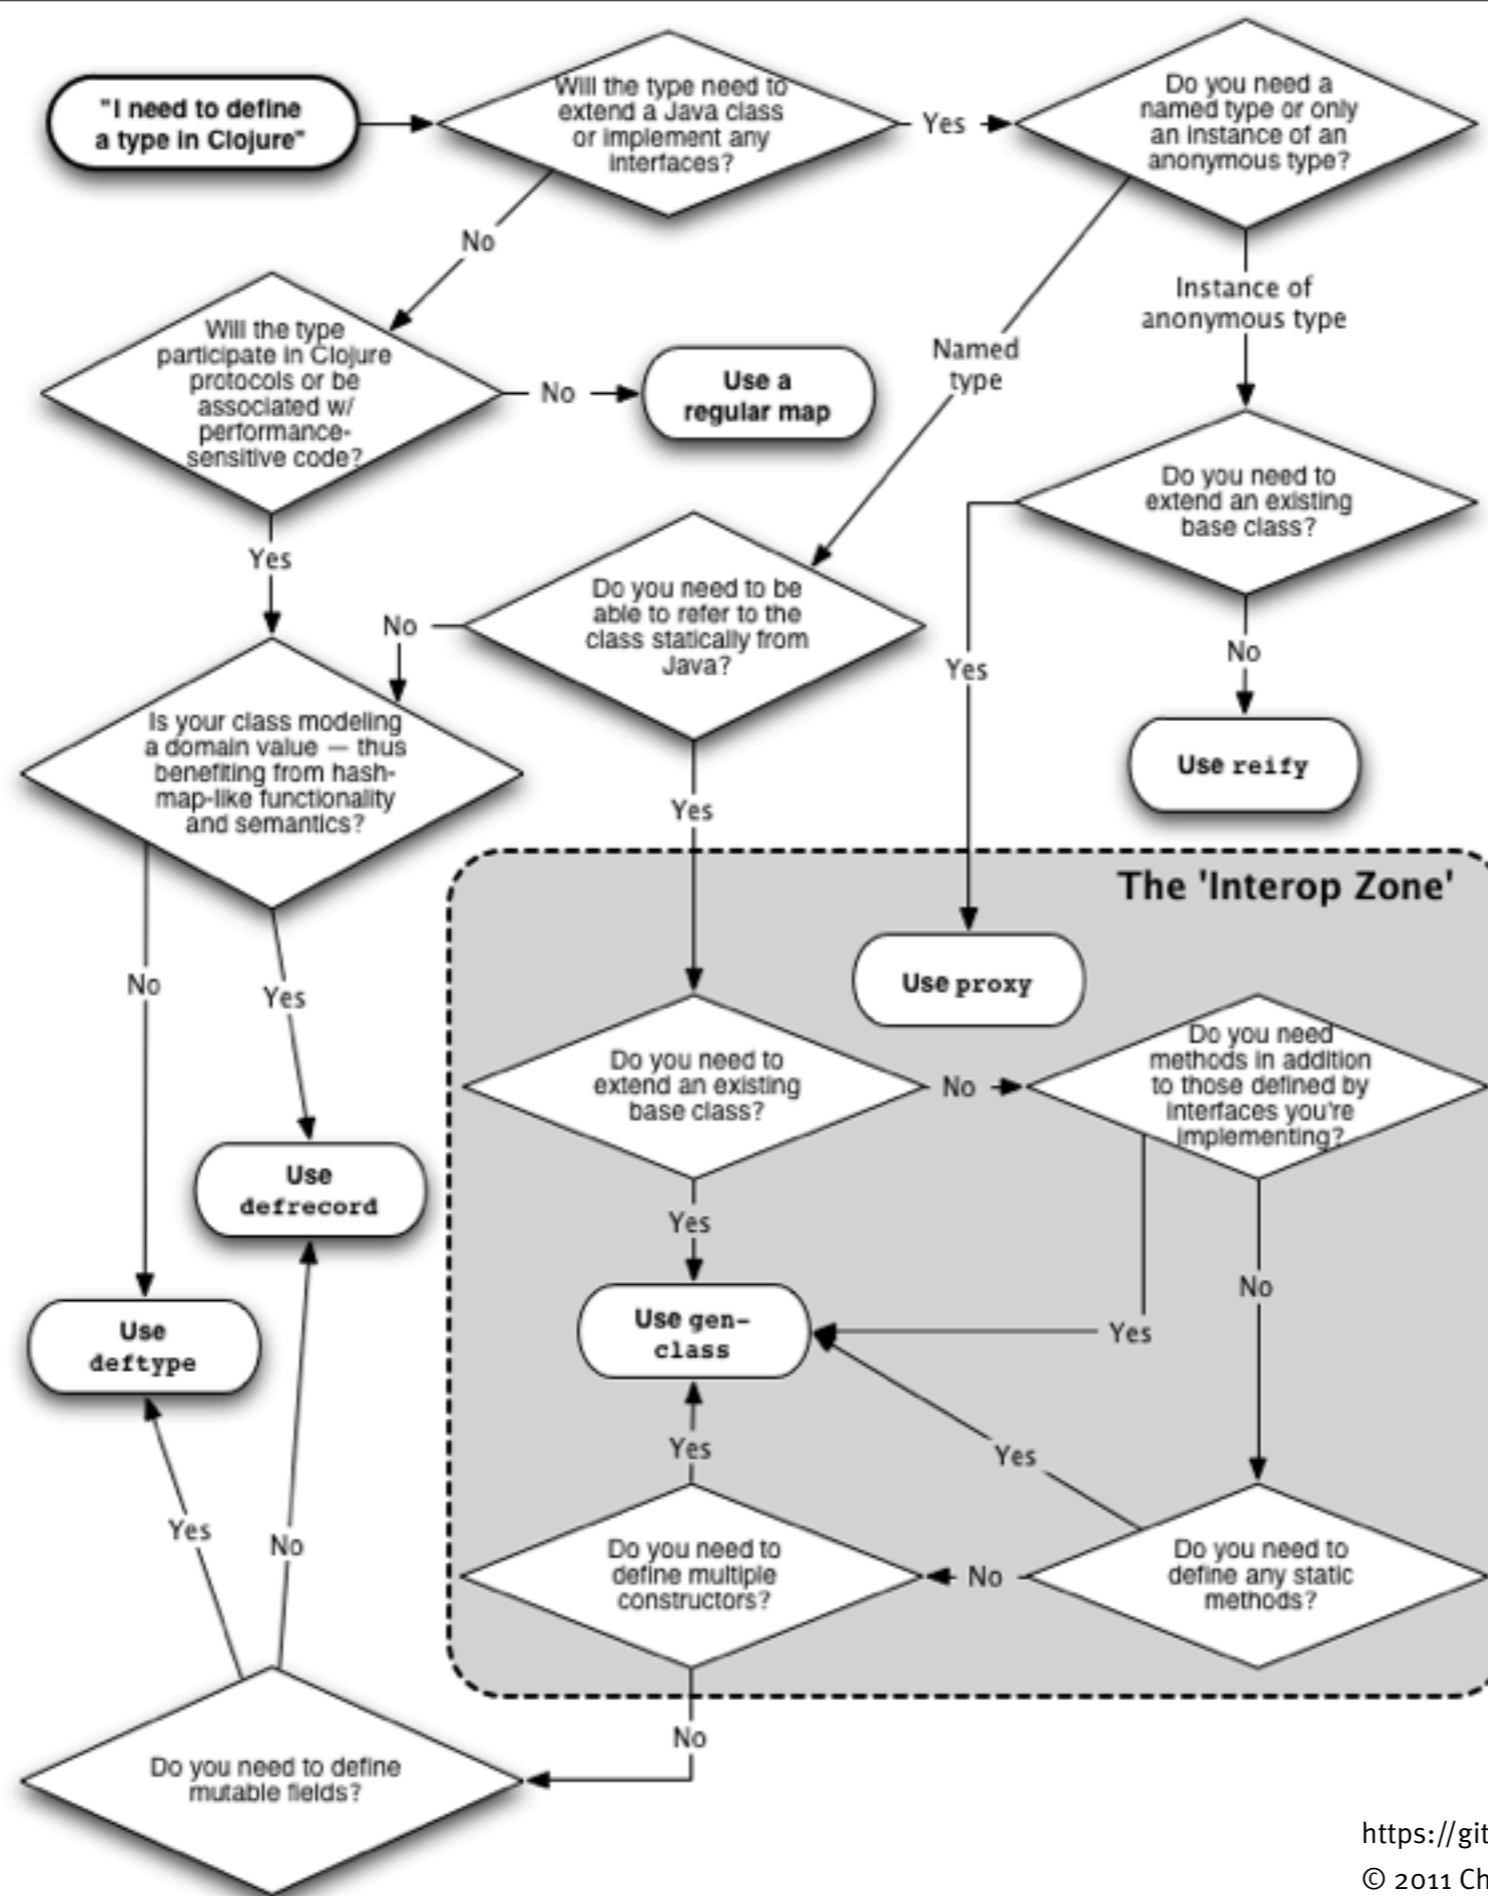 "I need to define
a type in Clojure"
Will the type need to
extend a Java class
or implement any
interfaces?
Yes
Do you need a
named type or only
an instance of an
anonymous type?
No
Instance of
anonymous type
Named
type
Will the type
participate in Clojure
protocols or be
associated w/
performance-
sensitive code?
No
Use a
regular map
Do you need to
extend an existing
base class?
Yes
No
Do you need to be
able to refer to the
class statically from
Java?
Yes
No
Use reify
Is your class modeling
a domain value — thus
benefiting from hash-
map-like functionality
and semantics?
Yes
The 'Interop Zone'
No
Yes
Use proxy
Do you need to
extend an existing
base class?
No
Do you need
methods in addition
to those defined by
interfaces you're
implementing?
Use
defrecord
Yes
No
Use
deftype
Use gen-
class
Yes
Yes
Yes
Yes
No
Do you need to
define multiple
constructors?
No
Do you need to
define any static
methods?
No
Do you need to define
mutable fields?
https://git
© 2011 Ch